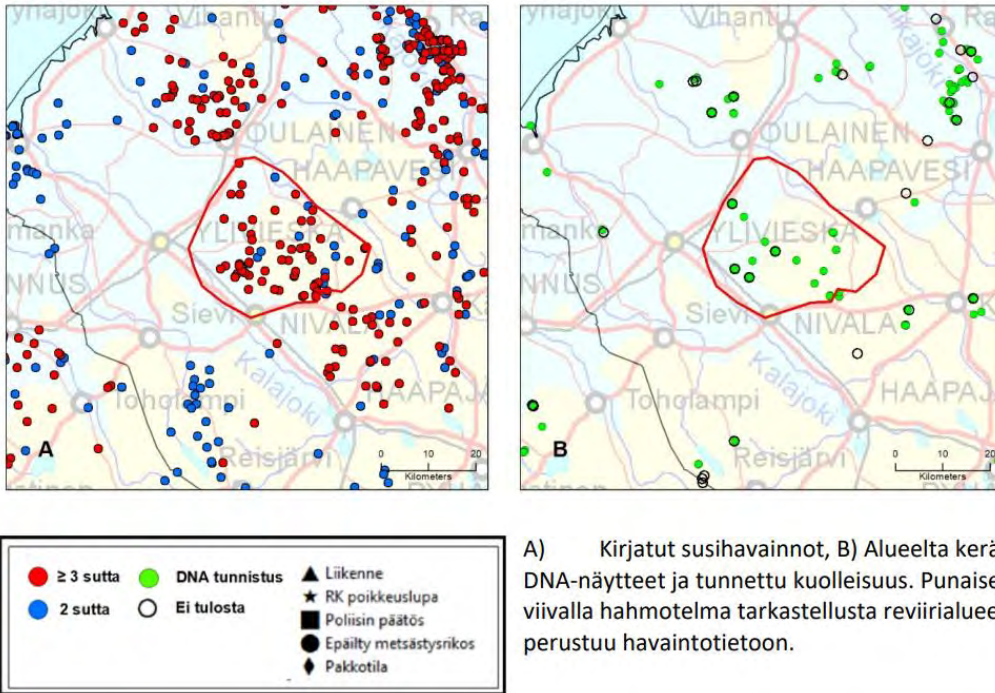 Vihanti
OULAINEN
HAAPAVESI
YLIVIESKA
Sievi
NIVALA
Kalajoki
HAAPAJ
Toholampi
Reisjärvi
A
0 10 20
Kilometers
Vihanti
OULAINEN
HAAPAVESI
YLIVIESKA
Sievi
NIVALA
Kalajoki
HAAPAJ
Toholampi
Reisjärvi
B
0 10 20
Kilometers
≥ 3 sutta
2 sutta
DNA tunnistus
Ei tulosta
Liikenne
RK poikkeuslupa
Poliisin päätös
Epäilty metsästysrikos
Pakkotila
A) Kirjatut susihavainnot, B) Alueelta kerä
DNA-näytteet ja tunnettu kuolleisuus. Punaise
viivalla hahmotelma tarkastellusta reviirialuee
perustuu havaintotietoon.